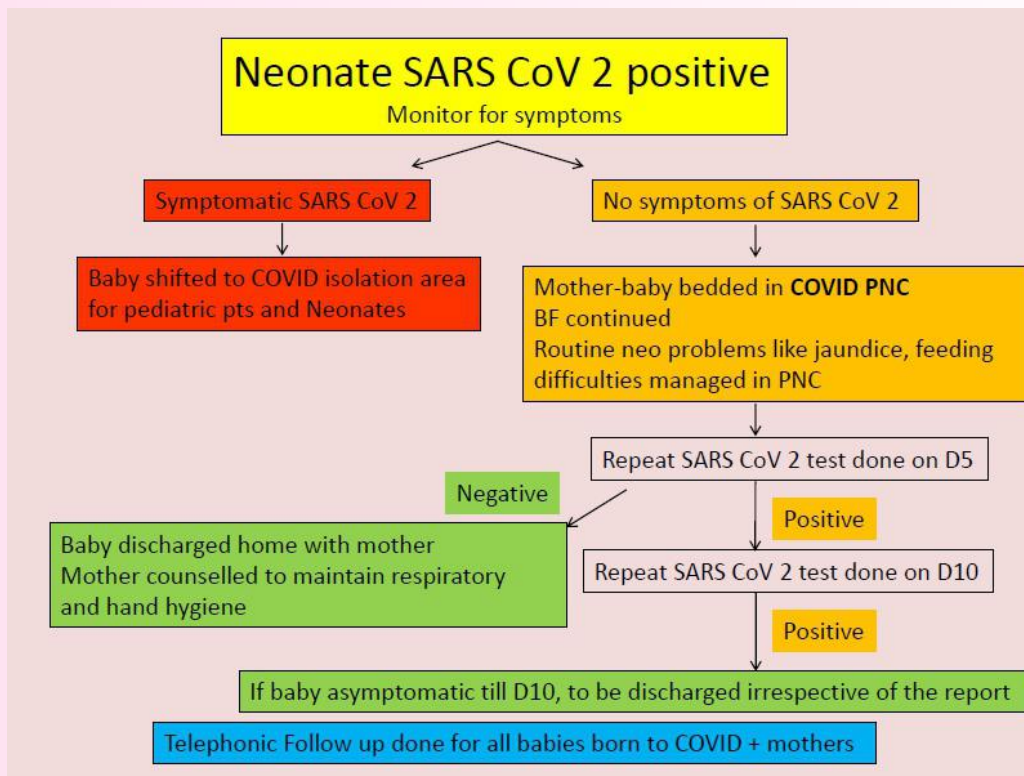 Neonate SARS CoV 2 positive
Monitor for symptoms
Symptomatic SARS CoV 2
No symptoms of SARS CoV 2
Baby shifted to COVID isolation area
for pediatric pts and Neonates
Mother-baby bedded in COVID PNC
BF continued
Routine neo problems like jaundice, feeding
difficulties managed in PNC
Repeat SARS CoV 2 test done on D5
Negative
Positive
Baby discharged home with mother
Mother counselled to maintain respiratory
and hand hygiene
Repeat SARS CoV 2 test done on D10
Positive
If baby asymptomatic till D10, to be discharged irrespective of the report
Telephonic Follow up done for all babies born to COVID + mothers